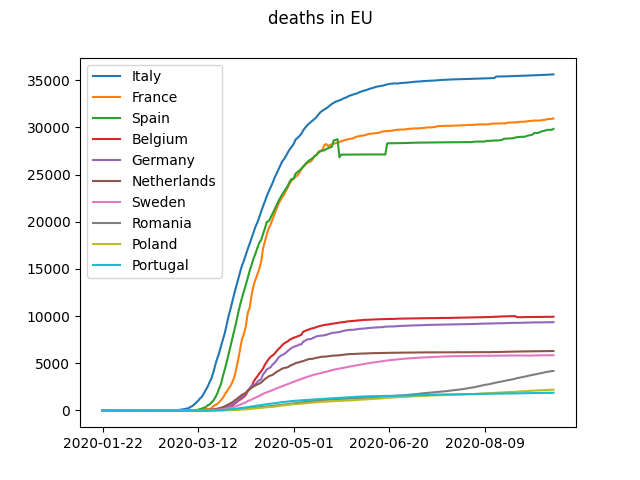 deaths in EU
35000
30000
25000
20000
15000
10000
5000
0
Italy
France
Spain
Belgium
Germany
Netherlands
Sweden
Romania
Poland
Portugal
2020-01-22 2020-03-12 2020-05-01 2020-06-20 2020-08-09